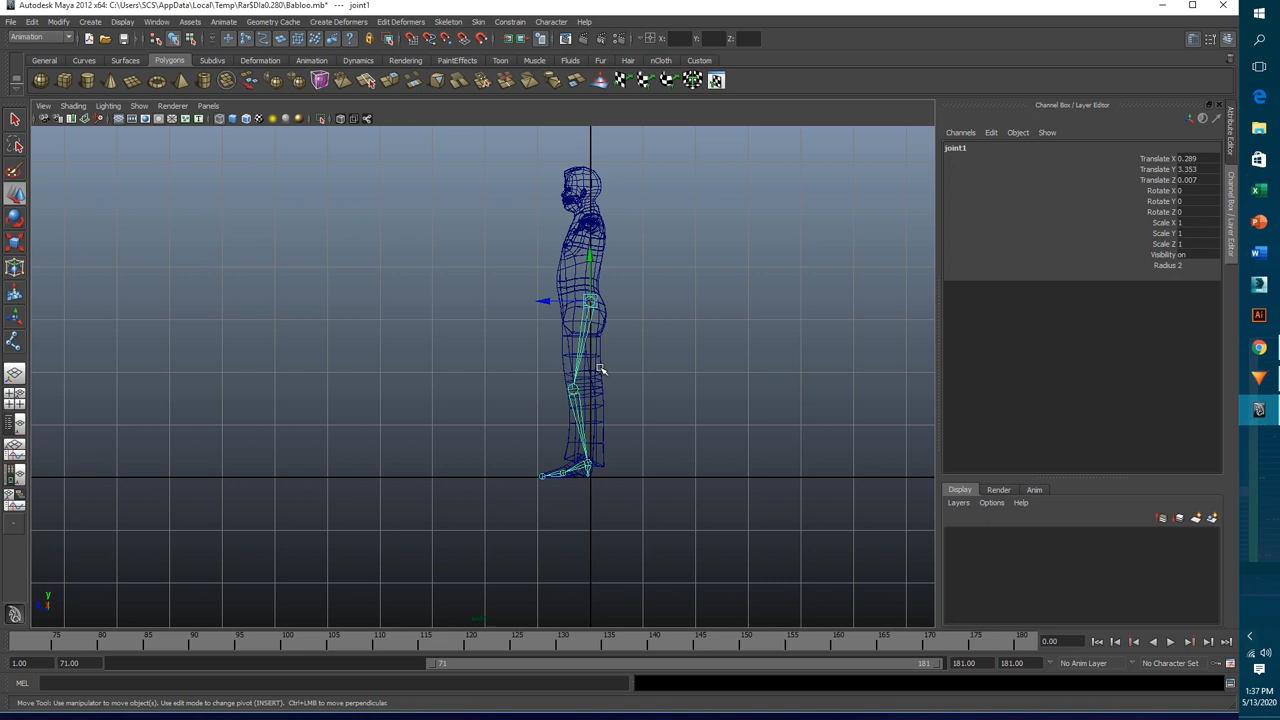 Autodesk Maya 2012 x64: C:\Users\SCS\AppData\Local\Temp\Rar$DIa0.280\Babloo.mb* --- joint1
File Edit Modify Create Display Window Assets Animate Geometry Cache Create Deformers Edit Deformers Skeleton Skin Constrain Character Help
Animation X: Y: Z:
General Curves Surfaces Polygons Subdivs Deformation Animation Dynamics Rendering PaintEffects Toon Muscle Fluids Fur Hair nCloth Custom
View Shading Lighting Show Renderer Panels
Channel Box / Layer Editor
Channels Edit Object Show
joint1
Translate X 0.289
Translate Y 3.353
Translate Z 0.007
Rotate X 0
Rotate Y 0
Rotate Z 0
Scale X 1
Scale Y 1
Scale Z 1
Visibility on
Radius 2
Attribute Editor
Channel Box / Layer Editor
Display Render Anim
Layers Options Help
y
75 80 85 90 95 100 105 110 115 120 125 130 135 140 145 150 155 160 165 170 175 180 0.00
1.00 71.00 71 181 181.00 181.00 No Anim Layer No Character Set
MEL
Move Tool: Use manipulator to move object(s). Use edit mode to change pivot (INSERT). Ctrl+LMB to move perpendicular.
1:37 PM
5/13/2020